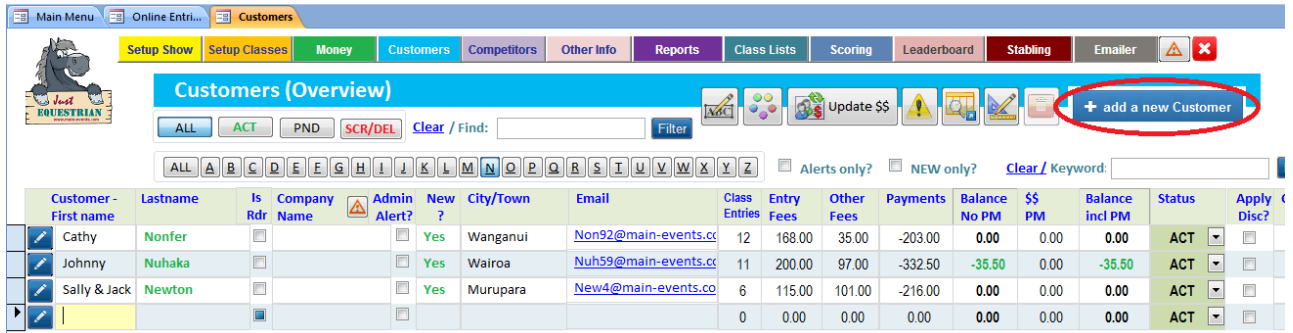 Main Menu Online Entri... Customers
Setup Show Setup Classes Money Customers Competitors Other Info Reports Class Lists Scoring Leaderboard Stabling Emailer
Just
EQUESTRIAN
www.main-events.com
Customers (Overview)
ABC Update $$ + add a new Customer
ALL ACT PND SCR/DEL Clear / Find: Filter
ALL A B C D E F G H I J K L M N O P Q R S T U V W X Y Z Alerts only? NEW only? Clear / Keyword:
Customer - Lastname Is Company Admin New City/Town Email Class Entry Other Payments Balance $$ Balance Status Apply
First name Rdr Name Alert? ? Entries Fees Fees No PM PM incl PM Disc?
Cathy Nonfer Yes Wanganui Non92@main-events.co 12 168.00 35.00 -203.00 0.00 0.00 0.00 ACT
Johnny Nuhaka Yes Wairoa Nuh59@main-events.co 11 200.00 97.00 -332.50 -35.50 0.00 -35.50 ACT
Sally & Jack Newton Yes Murupara New4@main-events.co 6 115.00 101.00 -216.00 0.00 0.00 0.00 ACT
0 0.00 0.00 0.00 0.00 0.00 0.00 ACT